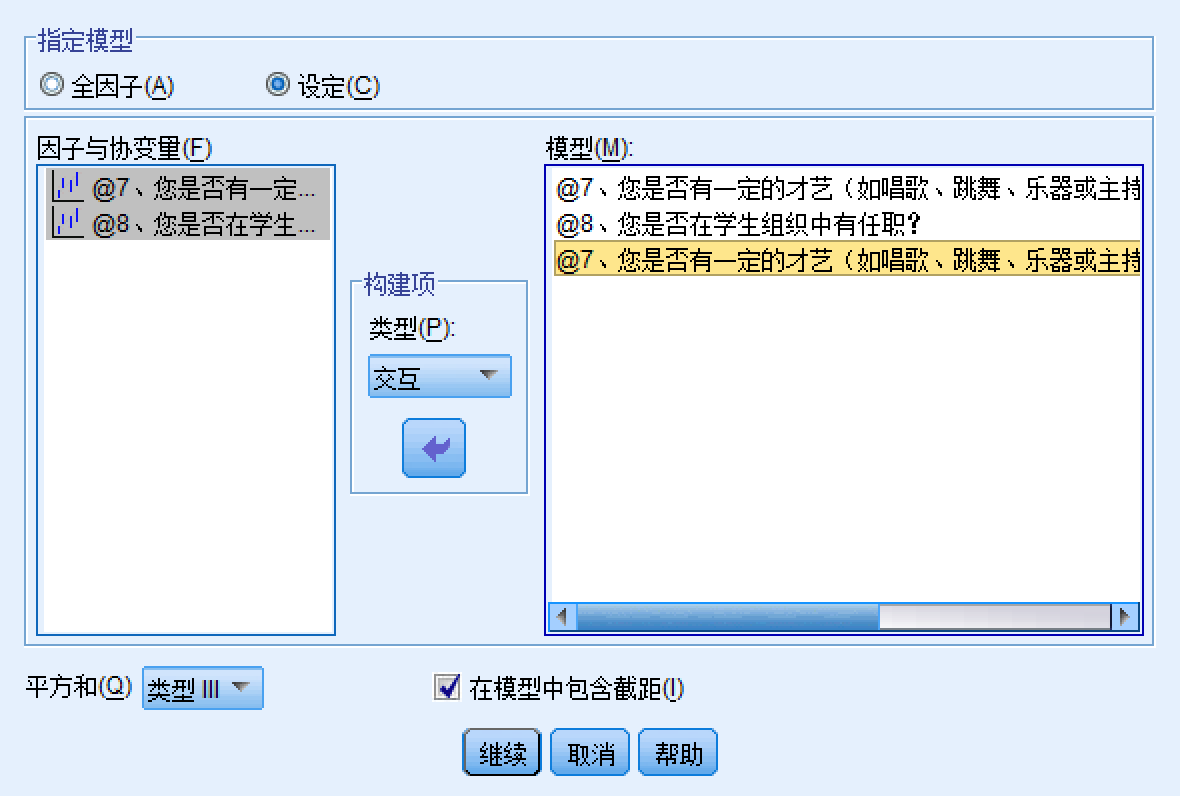 指定模型
全因子(A) 设定(C)
因子与协变量(F)
@7、您是否有一定...
@8、您是否在学生...
构建项
类型(P):
交互
模型(M):
@7、您是否有一定的才艺（如唱歌、跳舞、乐器或主持
@8、您是否在学生组织中有任职？
@7、您是否有一定的才艺（如唱歌、跳舞、乐器或主持
平方和(Q) 类型 III
在模型中包含截距(I)
继续 取消 帮助